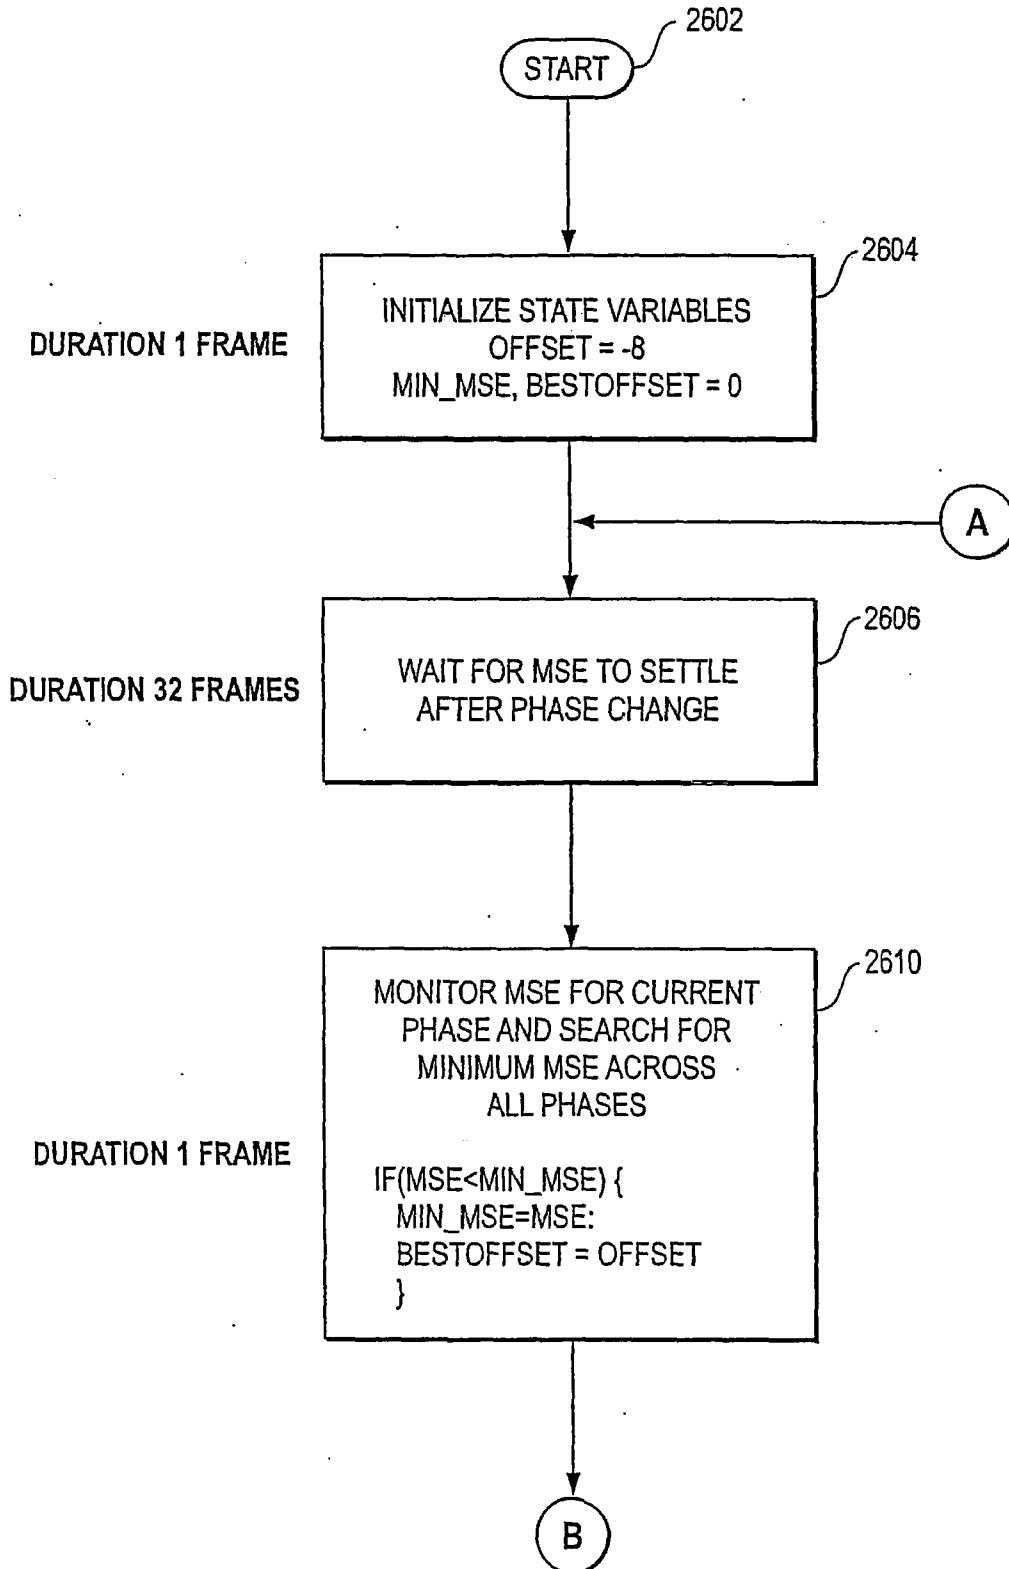 2602
START
2604
DURATION 1 FRAME
INITIALIZE STATE VARIABLES
OFFSET = -8
MIN_MSE, BESTOFFSET = 0
A
2606
DURATION 32 FRAMES
WAIT FOR MSE TO SETTLE
AFTER PHASE CHANGE
2610
MONITOR MSE FOR CURRENT
PHASE AND SEARCH FOR
MINIMUM MSE ACROSS
ALL PHASES
DURATION 1 FRAME
IF(MSE<MIN_MSE) {
MIN_MSE=MSE:
BESTOFFSET = OFFSET
}
B